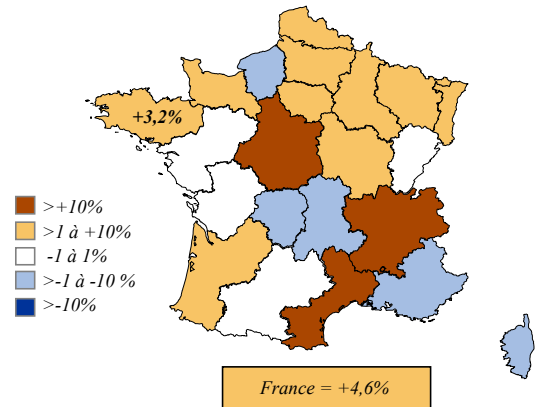 +3,2%
>+10%
>1 à +10%
-1 à 1%
>-1 à -10 %
>-10%
France = +4,6%